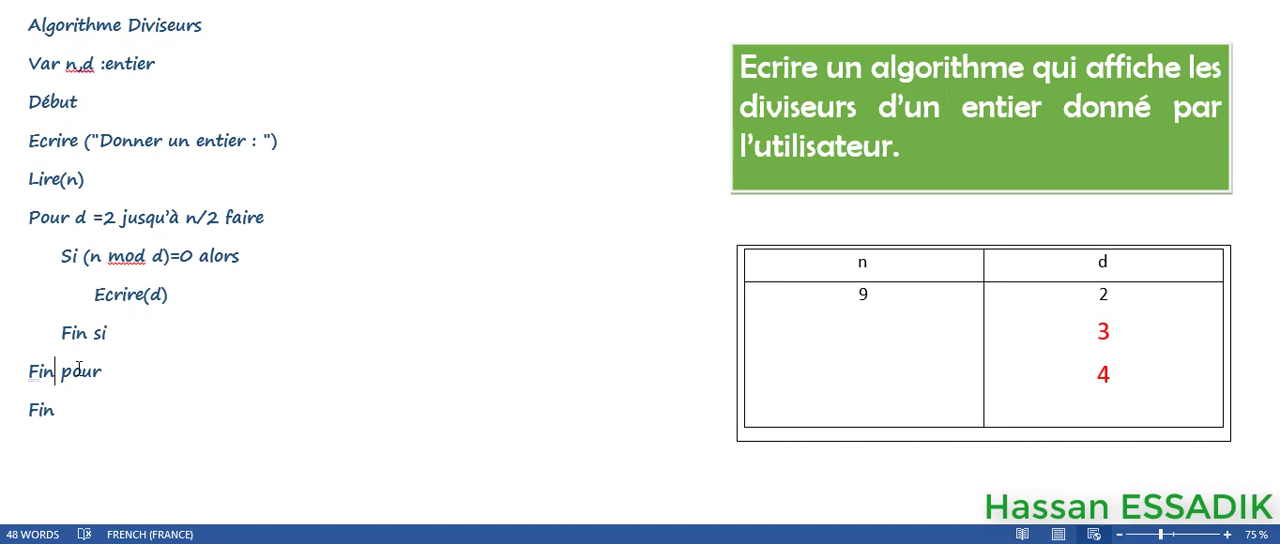 Algorithme Diviseurs
Var n,d :entier
Début
Ecrire ("Donner un entier : ")
Lire(n)
Pour d =2 jusqu'à n/2 faire
Si (n mod d)=0 alors
Ecrire(d)
Fin si
Fin pour
Fin
Ecrire un algorithme qui affiche les
diviseurs d'un entier donné par
l'utilisateur.
n d
9 2
3
4
Hassan ESSADIK
48 WORDS FRENCH (FRANCE) 75 %